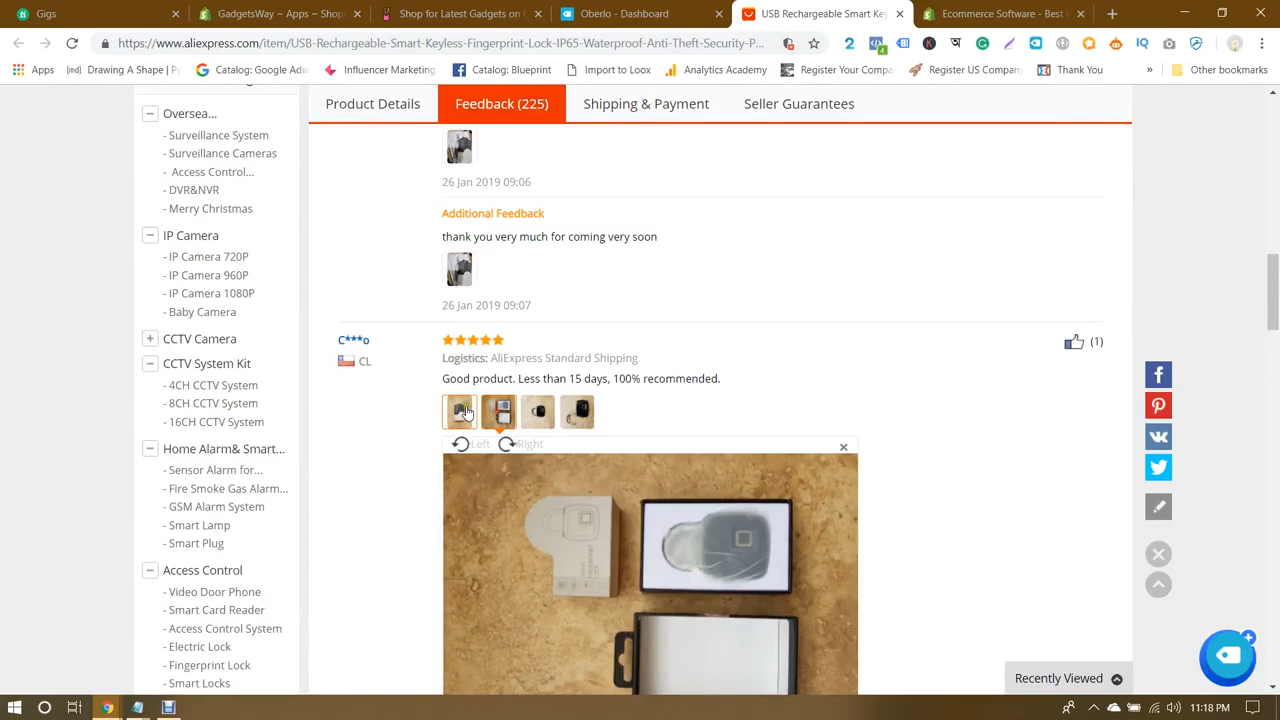 Gigs
GadgetsWay ~ Apps ~ Shop
Shop for Latest Gadgets on
Oberlo - Dashboard
USB Rechargeable Smart Key
Ecommerce Software - Best
https://www.aliexpress.com/item/USB-Rechargeable-Smart-Keyless-Fingerprint-Lock-IP65-Waterproof-Anti-Theft-Security-P...
Apps
Drawing A Shape | Py
Catalog: Google Adw
Influencer Marketing
Catalog: Blueprint
Import to Loox
Analytics Academy
Register Your Compa
Register US Company
Thank You
»
Other bookmarks
Product Details
Feedback (225)
Shipping & Payment
Seller Guarantees
Oversea...
- Surveillance System
- Surveillance Cameras
- Access Control...
- DVR&NVR
- Merry Christmas
IP Camera
- IP Camera 720P
- IP Camera 960P
- IP Camera 1080P
- Baby Camera
CCTV Camera
CCTV System Kit
- 4CH CCTV System
- 8CH CCTV System
- 16CH CCTV System
Home Alarm& Smart...
- Sensor Alarm for...
- Fire Smoke Gas Alarm...
- GSM Alarm System
- Smart Lamp
- Smart Plug
Access Control
- Video Door Phone
- Smart Card Reader
- Access Control System
- Electric Lock
- Fingerprint Lock
- Smart Locks
26 Jan 2019 09:06
Additional Feedback
thank you very much for coming very soon
26 Jan 2019 09:07
C***o
CL
Logistics: AliExpress Standard Shipping
(1)
Good product. Less than 15 days, 100% recommended.
Left
Right
Recently Viewed
11:18 PM